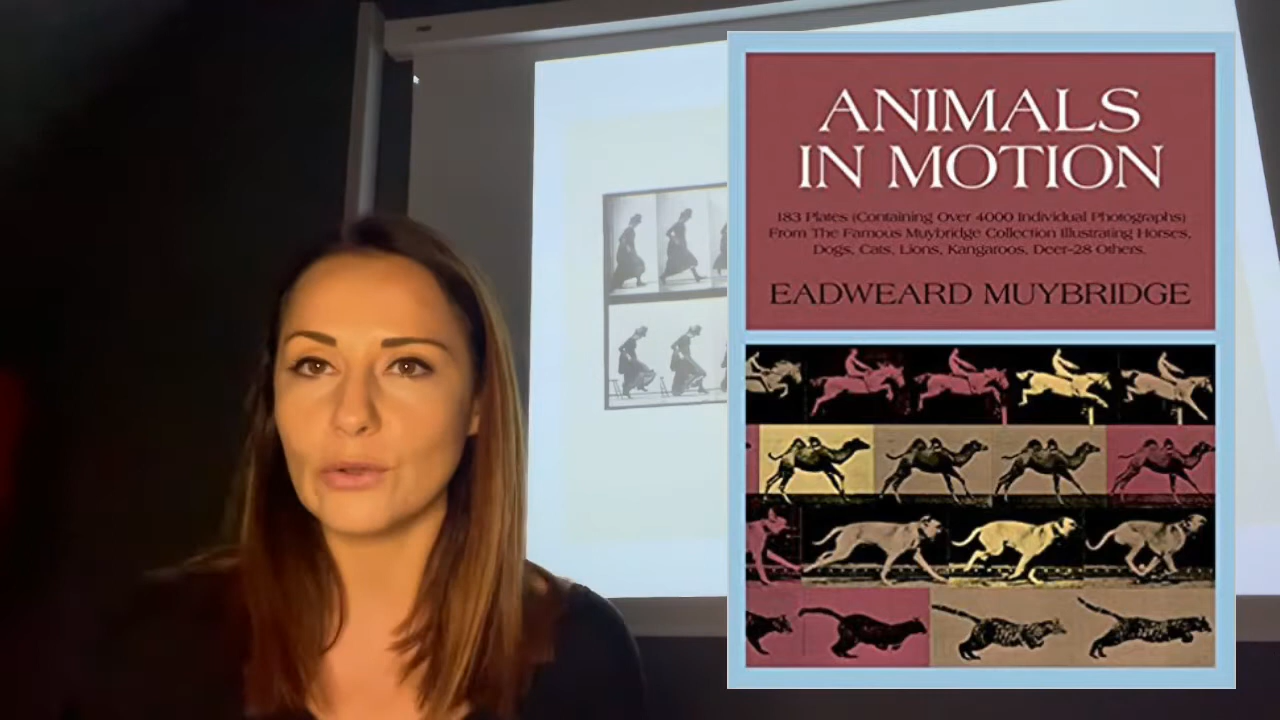 ANIMALS
IN MOTION
183 Plates (Containing Over 4000 Individual Photographs)
From The Famous Muybridge Collection Illustrating Horses,
Dogs, Cats, Lions, Kangaroos, Deer–28 Others.
EADWEARD MUYBRIDGE